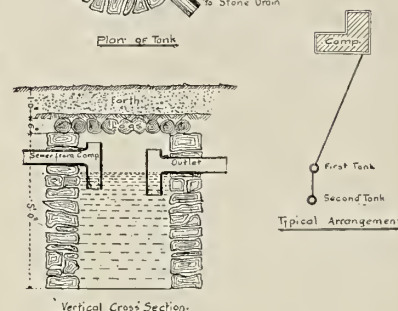 to Stone Drain
Plan of Tank
Camp
Earth
Sewer from Camp
Outlet
First Tank
Second Tank
Typical Arrangement
Vertical Cross Section.